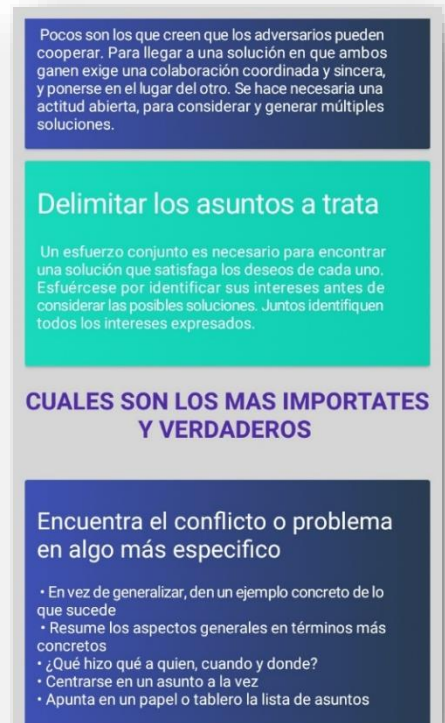 Pocos son los que creen que los adversarios pueden
cooperar. Para llegar a una solución en que ambos
ganen exige una colaboración coordinada y sincera,
y ponerse en el lugar del otro. Se hace necesaria una
actitud abierta, para considerar y generar múltiples
soluciones.
Delimitar los asuntos a trata
Un esfuerzo conjunto es necesario para encontrar
una solución que satisfaga los deseos de cada uno.
Esfuércese por identificar sus intereses antes de
considerar las posibles soluciones. Juntos identifiquen
todos los intereses expresados.
CUALES SON LOS MAS IMPORTATES
Y VERDADEROS
Encuentra el conflicto o problema
en algo más especifico
• En vez de generalizar, den un ejemplo concreto de lo
que sucede
• Resume los aspectos generales en términos más
concretos
• ¿Qué hizo qué a quien, cuando y donde?
• Centrarse en un asunto a la vez
• Apunta en un papel o tablero la lista de asuntos